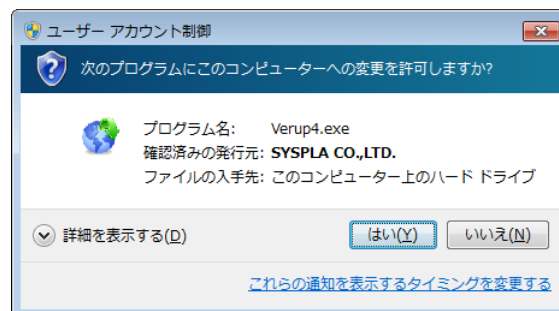 ユーザー アカウント制御
次のプログラムにこのコンピューターへの変更を許可しますか?
プログラム名: Verup4.exe
確認済みの発行元: SYSPLA CO.,LTD.
ファイルの入手先: このコンピューター上のハード ドライブ
詳細を表示する(D) はい(Y) いいえ(N)
これらの通知を表示するタイミングを変更する